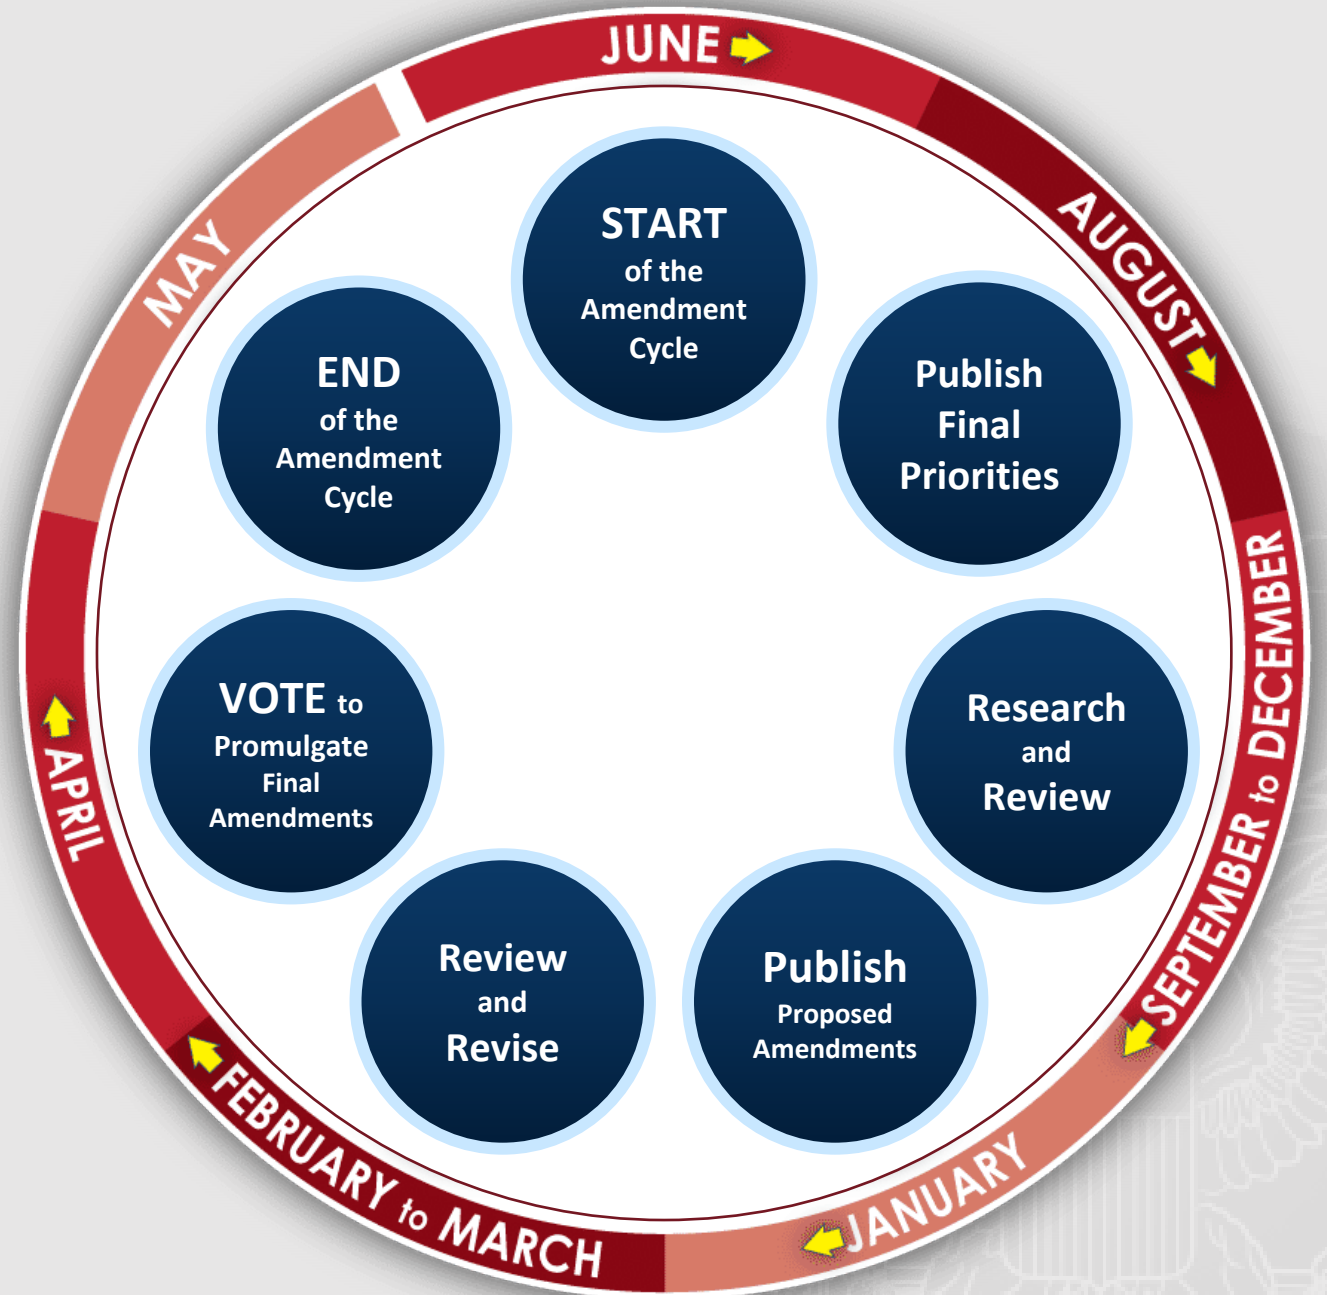 JUNE
START
of the
Amendment
Cycle
AUGUST
Publish
Final
Priorities
SEPTEMBER to DECEMBER
Research
and
Review
JANUARY
Publish
Proposed
Amendments
FEBRUARY to MARCH
Review
and
Revise
APRIL
VOTE to
Promulgate
Final
Amendments
MAY
END
of the
Amendment
Cycle